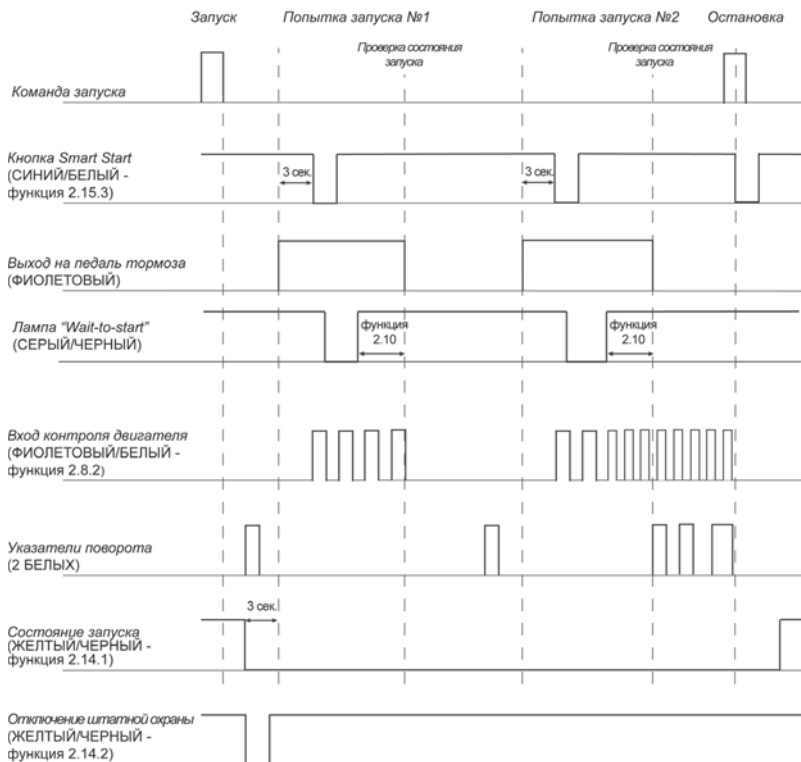 Запуск
Попытка запуска №1
Попытка запуска №2
Остановка
Проверка состояния
запуска
Проверка состояния
запуска
Команда запуска
Кнопка Smart Start
(СИНИЙ/БЕЛЫЙ -
функция 2.15.3)
3 сек.
3 сек.
Выход на педаль тормоза
(ФИОЛЕТОВЫЙ)
Лампа “Wait-to-start”
(СЕРЫЙ/ЧЕРНЫЙ)
функция
2.10
функция
2.10
Вход контроля двигателя
(ФИОЛЕТОВЫЙ/БЕЛЫЙ -
функция 2.8.2)
Указатели поворота
(2 БЕЛЫХ)
3 сек.
Состояние запуска
(ЖЕЛТЫЙ/ЧЕРНЫЙ -
функция 2.14.1)
Отключение штатной охраны
(ЖЕЛТЫЙ/ЧЕРНЫЙ -
функция 2.14.2)